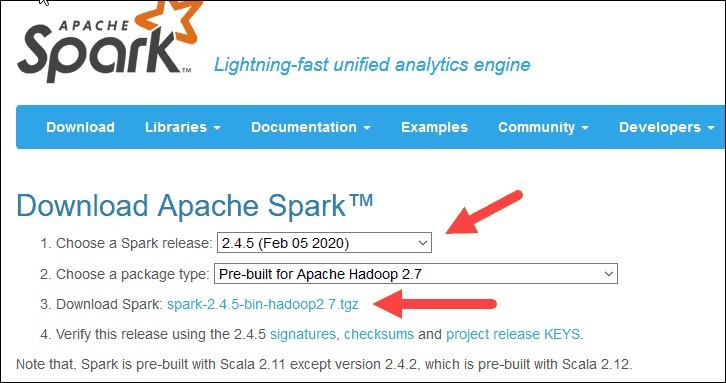 APACHE
Spark™
Lightning-fast unified analytics engine
Download Libraries Documentation Examples Community Developers
Download Apache Spark™
1. Choose a Spark release: 2.4.5 (Feb 05 2020)
2. Choose a package type: Pre-built for Apache Hadoop 2.7
3. Download Spark: spark-2.4.5-bin-hadoop2.7.tgz
4. Verify this release using the 2.4.5 signatures, checksums and project release KEYS.
Note that, Spark is pre-built with Scala 2.11 except version 2.4.2, which is pre-built with Scala 2.12.